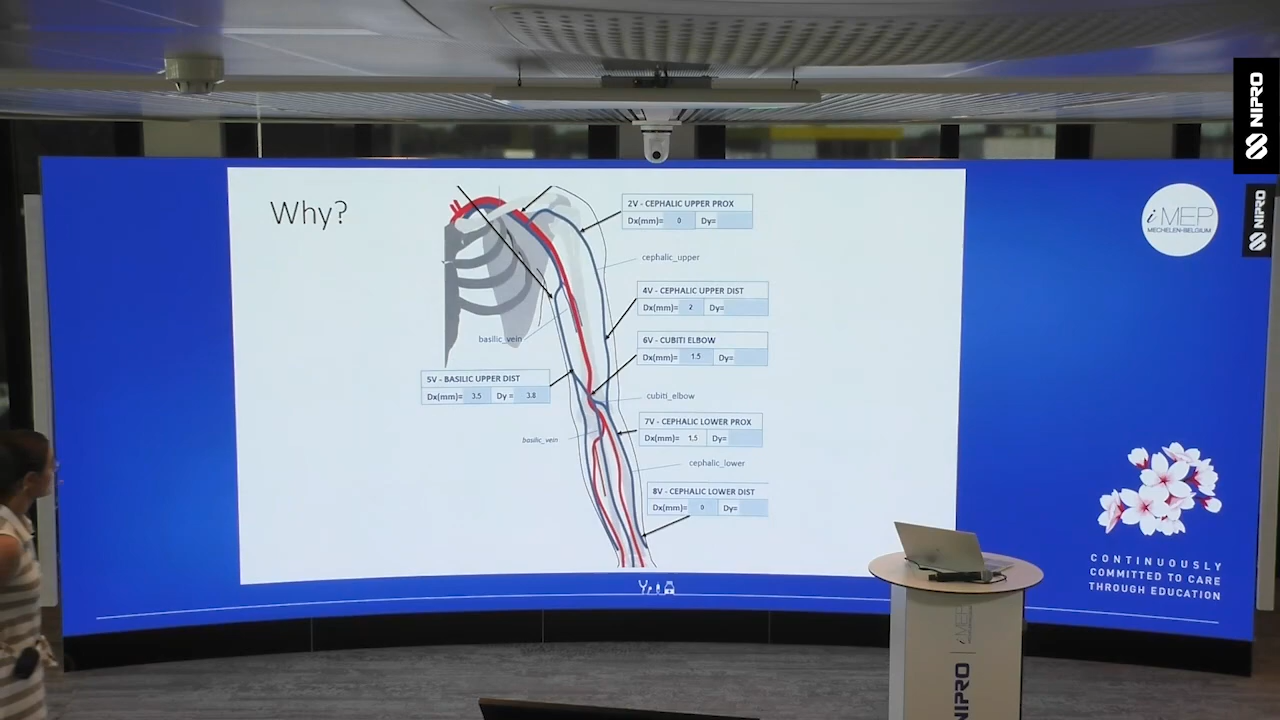 Why?
2V - CEPHALIC UPPER PROX
Dx(mm)= 0 Dy=
cephalic_upper
4V - CEPHALIC UPPER DIST
Dx(mm)= 2 Dy=
basilic_vein
6V - CUBITI ELBOW
Dx(mm)= 1.5 Dy=
5V - BASILIC UPPER DIST
Dx(mm)= 3.5 Dy = 3.8
cubiti_elbow
7V - CEPHALIC LOWER PROX
Dx(mm)= 1.5 Dy=
basilic_vein
cephalic_lower
8V - CEPHALIC LOWER DIST
Dx(mm)= 0 Dy=
NIPRO
NIPRO
iMEP
MECHELEN-BELGIUM
CONTINUOUSLY
COMMITTED TO CARE
THROUGH EDUCATION
NIPRO | iMEP